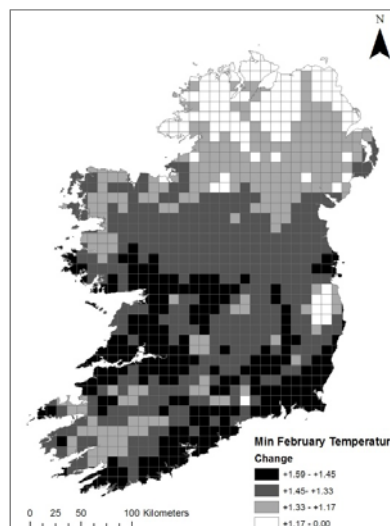 N
Min February Temperatur
Change
+1.59 - +1.45
+1.45- +1.33
+1.33 - +1.17
+1.17 - 0.00
0 25 50 100 Kilometers